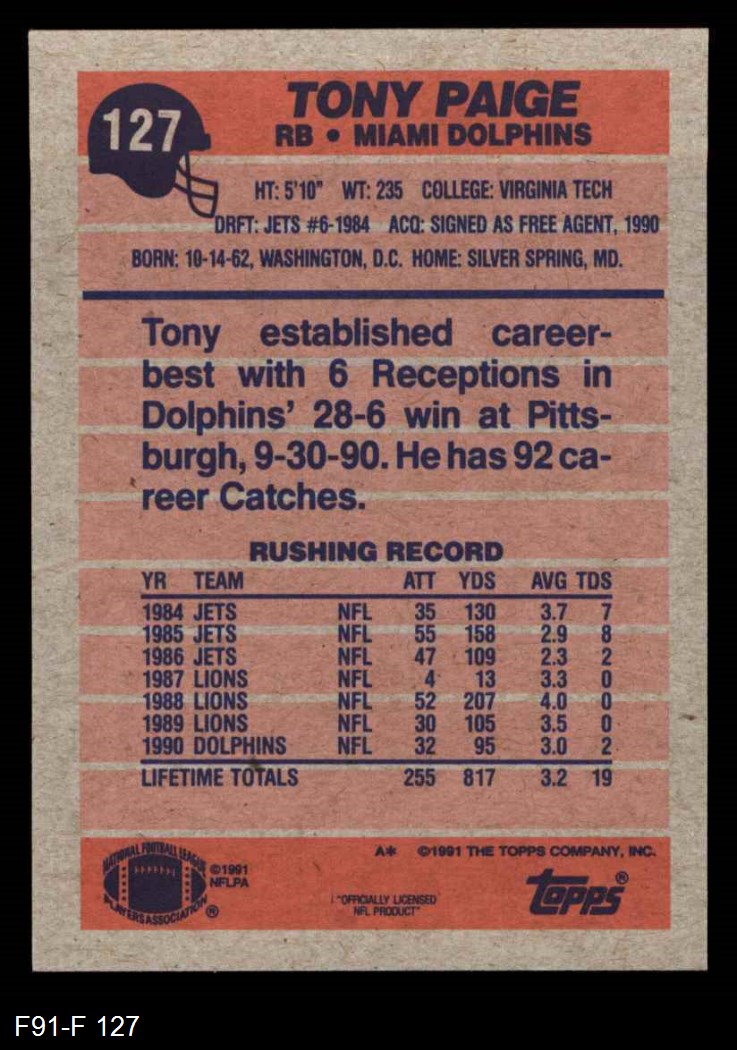 127
TONY PAIGE
RB • MIAMI DOLPHINS
HT: 5'10" WT: 235 COLLEGE: VIRGINIA TECH
DRFT: JETS #6-1984 ACQ: SIGNED AS FREE AGENT, 1990
BORN: 10-14-62, WASHINGTON, D.C. HOME: SILVER SPRING, MD.
Tony established career-
best with 6 Receptions in
Dolphins' 28-6 win at Pitts-
burgh, 9-30-90. He has 92 ca-
reer Catches.
RUSHING RECORD
YR TEAM ATT YDS AVG TDS
1984 JETS NFL 35 130 3.7 7
1985 JETS NFL 55 158 2.9 8
1986 JETS NFL 47 109 2.3 2
1987 LIONS NFL 4 13 3.3 0
1988 LIONS NFL 52 207 4.0 0
1989 LIONS NFL 30 105 3.5 0
1990 DOLPHINS NFL 32 95 3.0 2
LIFETIME TOTALS 255 817 3.2 19
A* ©1991 THE TOPPS COMPANY, INC.
NATIONAL FOOTBALL LEAGUE
PLAYERS ASSOCIATION ®
©1991
NFLPA
"OFFICIALLY LICENSED
NFL PRODUCT"
Topps®
F91-F 127